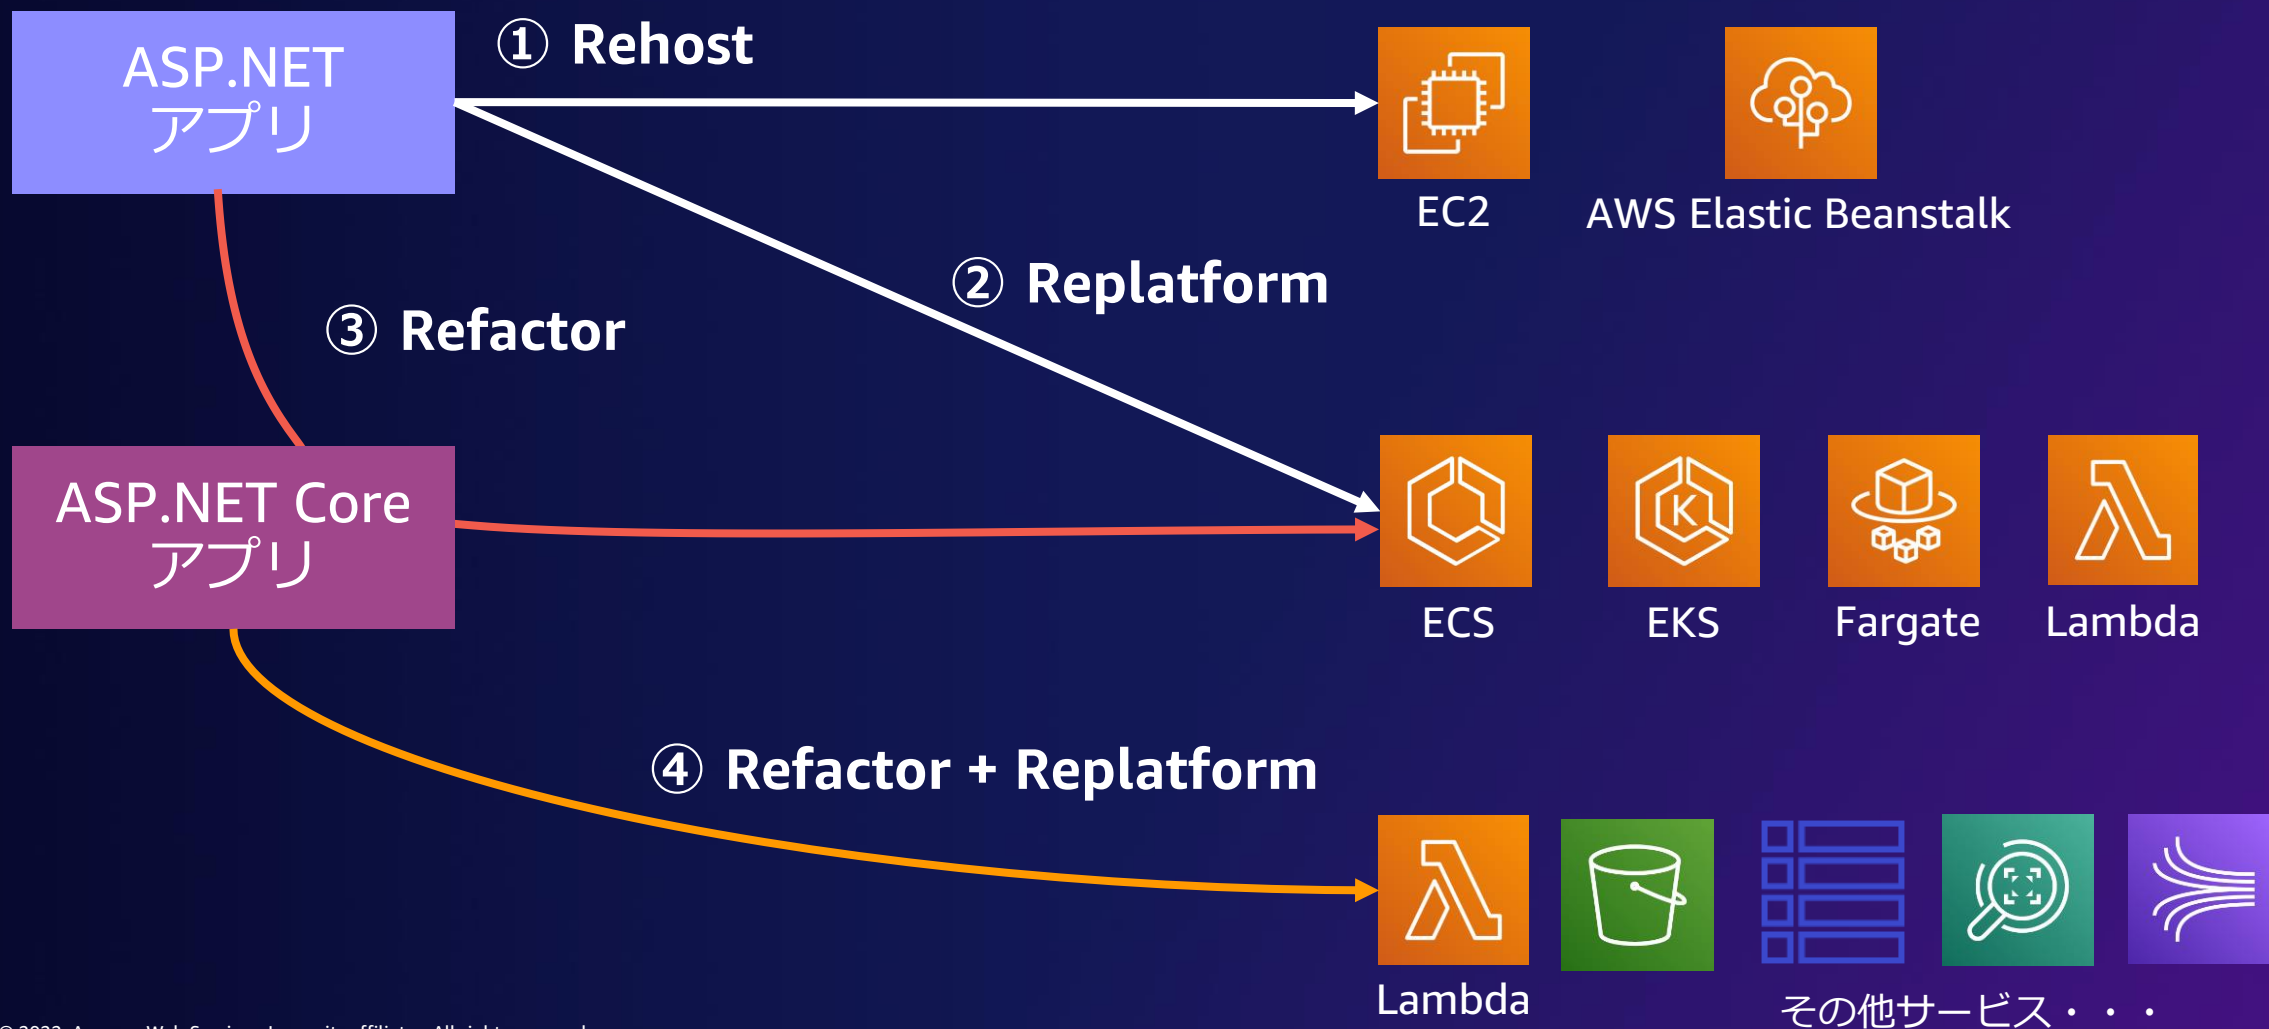 ASP.NET
アプリ
① Rehost
EC2
AWS Elastic Beanstalk
② Replatform
③ Refactor
ASP.NET Core
アプリ
K
ECS
EKS
Fargate
Lambda
④ Refactor + Replatform
Lambda
その他サービス・・・